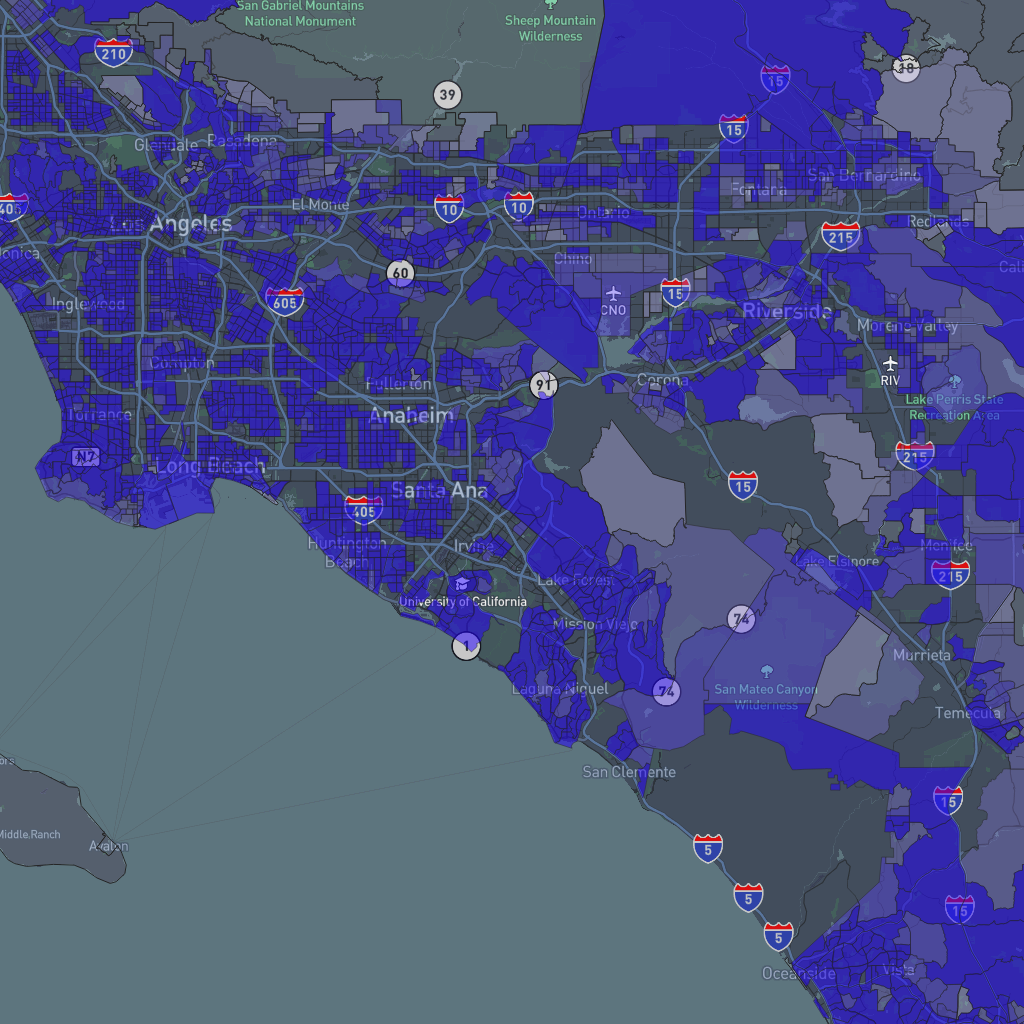 San Gabriel Mountains
National Monument
Sheep Mountain
Wilderness
210
39
18
15
15
Glendale
Pasadena
San Bernardino
El Monte
10
10
Ontario
Fontana
405
Los Angeles
Redlands
215
60
Chino
Inglewood
605
CNO
15
Riverside
Moreno Valley
Compton
Fullerton
91
Corona
RIV
Lake Perris State
Recreation Area
Torrance
Anaheim
N7
Long Beach
215
Santa Ana
15
405
Huntington
Beach
Irvine
Menifee
Lake Elsinore
215
Lake Forest
University of California
Mission Viejo
74
1
Murrieta
Laguna Niguel
74
San Mateo Canyon
Wilderness
Temecula
San Clemente
15
Middle Ranch
Avalon
5
5
15
5
Oceanside
Vista